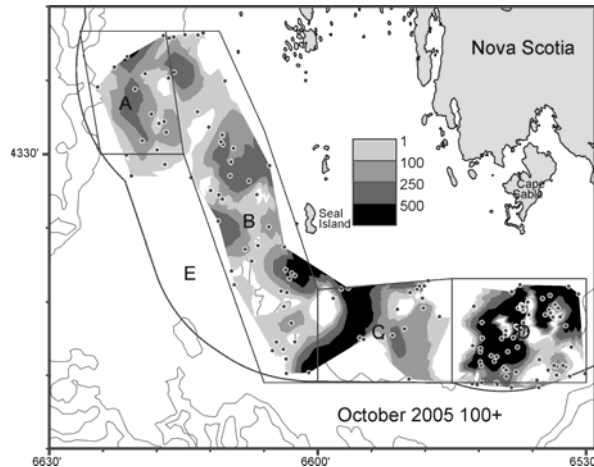 Nova Scotia
A
4330'
1
100
250
500
Cape
Sable
Seal
Island
B
E
C
D
October 2005 100+
6630'
6600'
6530'